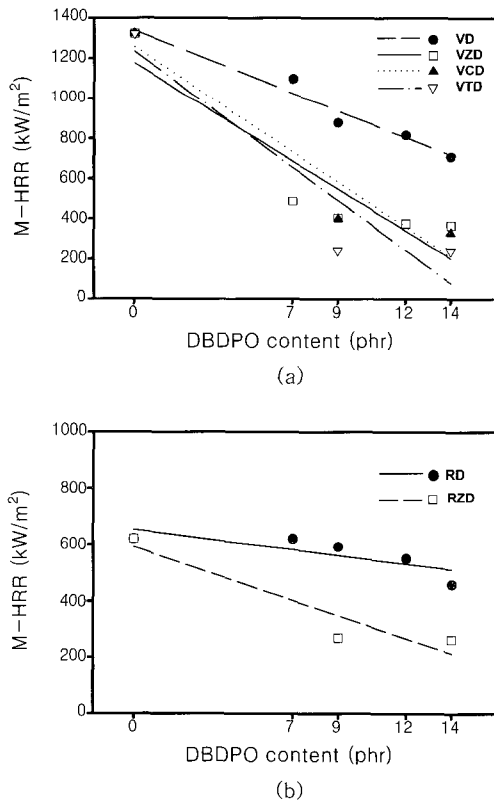 1400
1200
1000
800
600
400
200
0
M-HRR (kW/m²)
VD
VZD
VCD
VTD
0
7
9
12
14
DBDPO content (phr)
(a)
1000
800
600
400
200
0
M-HRR (kW/m²)
RD
RZD
0
7
9
12
14
DBDPO content (phr)
(b)